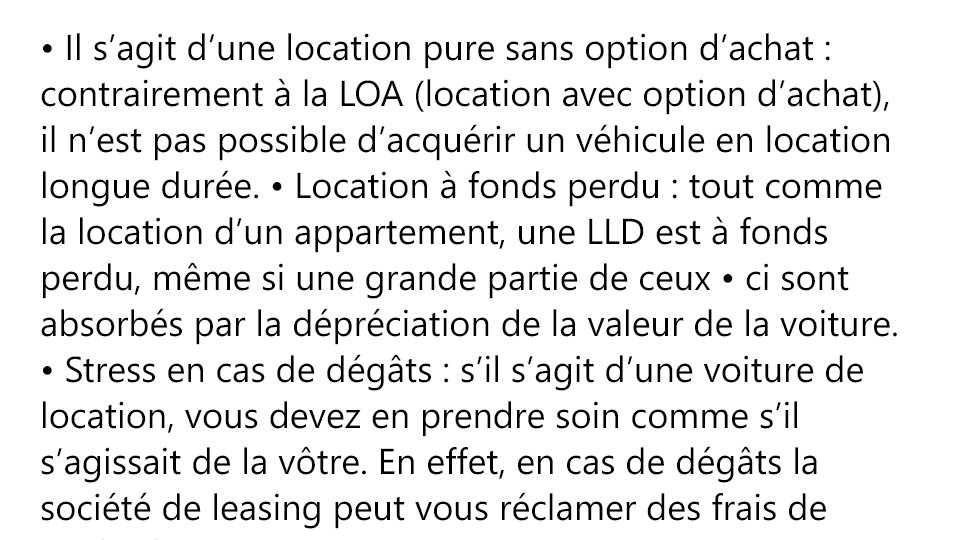 • Il s’agit d’une location pure sans option d’achat :
contrairement à la LOA (location avec option d’achat),
il n’est pas possible d’acquérir un véhicule en location
longue durée. • Location à fonds perdu : tout comme
la location d’un appartement, une LLD est à fonds
perdu, même si une grande partie de ceux • ci sont
absorbés par la dépréciation de la valeur de la voiture.
• Stress en cas de dégâts : s’il s’agit d’une voiture de
location, vous devez en prendre soin comme s’il
s’agissait de la vôtre. En effet, en cas de dégâts la
société de leasing peut vous réclamer des frais de